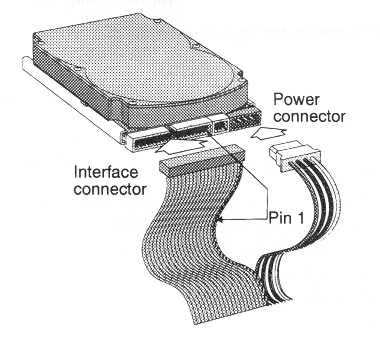 Power
connector
Interface
connector
Pin 1